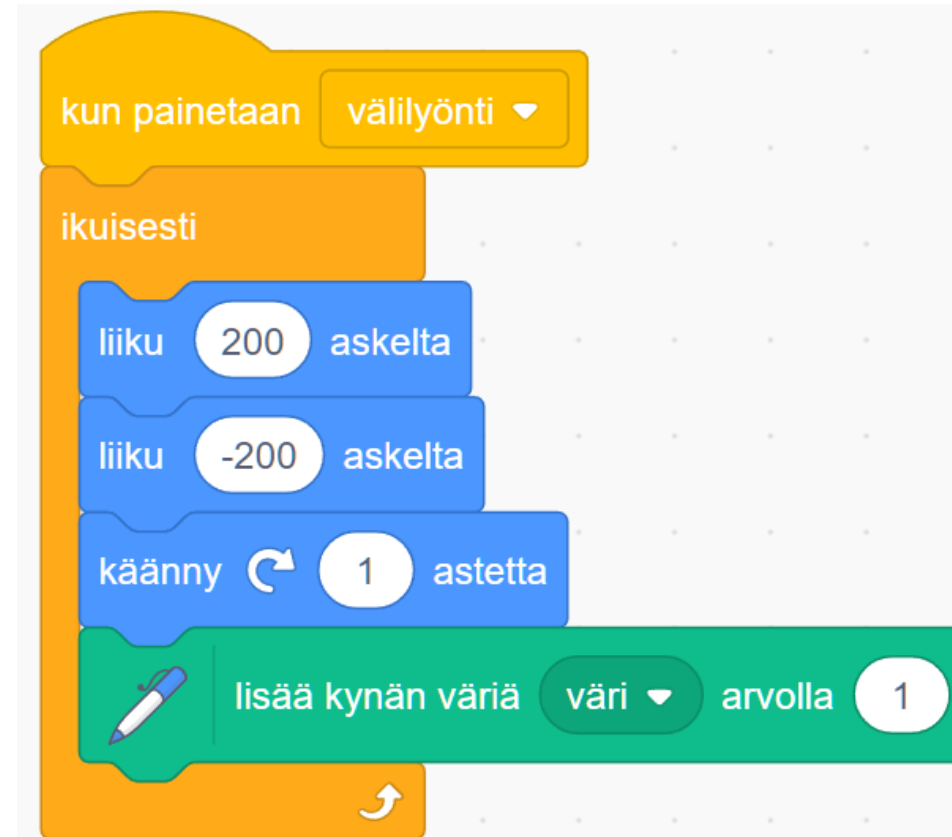 kun painetaan välilyönti
ikuisesti
liiku 200 askelta
liiku -200 askelta
käänny 1 astetta
lisää kynän väriä väri arvolla 1